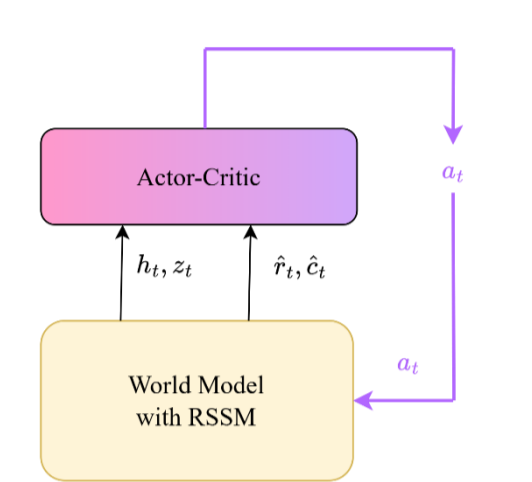 Actor-Critic
a_t
h_t, z_t
r̂_t, ĉ_t
a_t
World Model
with RSSM